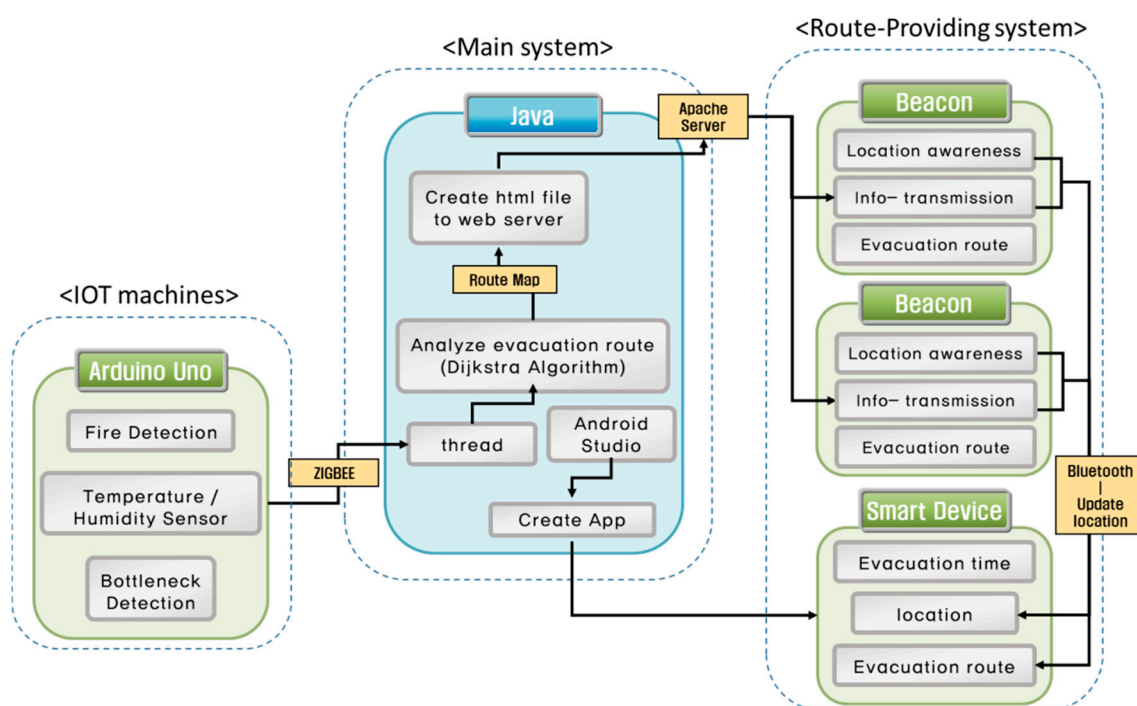 <Main system>
<Route-Providing system>
Java
Apache
Server
Create html file
to web server
Route Map
Analyze evacuation route
(Dijkstra Algorithm)
thread
Android
Studio
Create App
<IOT machines>
Arduino Uno
Fire Detection
Temperature /
Humidity Sensor
Bottleneck
Detection
ZIGBEE
Beacon
Location awareness
Info- transmission
Evacuation route
Beacon
Location awareness
Info- transmission
Evacuation route
Bluetooth
|
Update
location
Smart Device
Evacuation time
location
Evacuation route